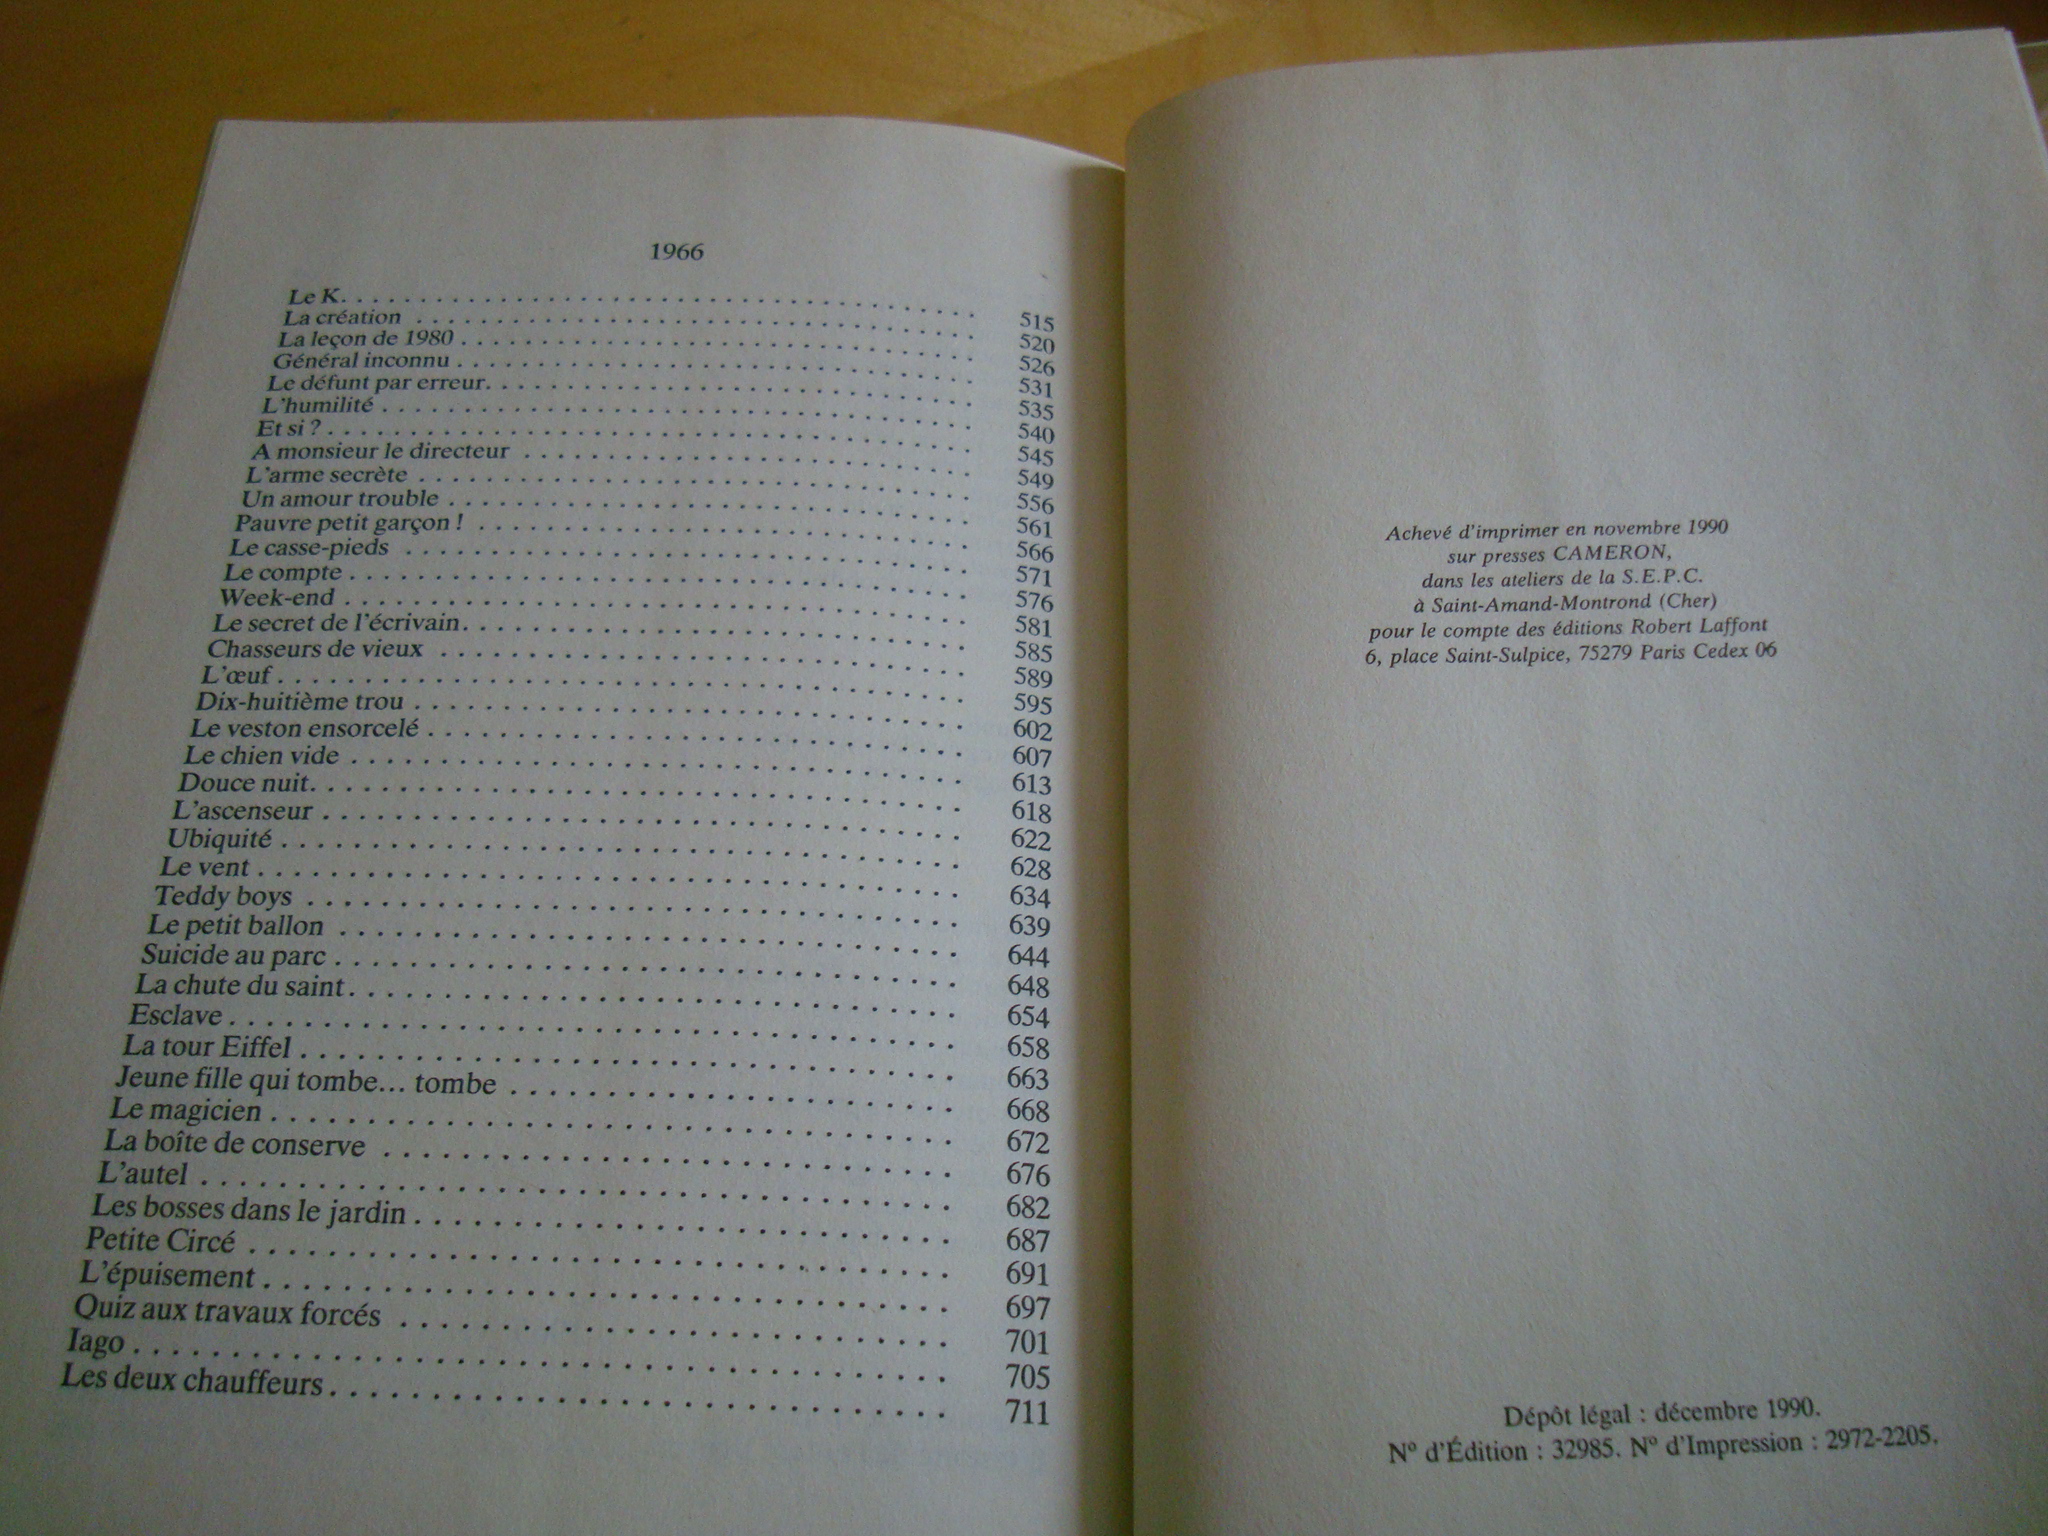 1966
Le K. . . . . . . . . . . . . . . . . . . . . . . . 515
La création . . . . . . . . . . . . . . . . . . . . . . . . 520
La leçon de 1980 . . . . . . . . . . . . . . . . . . . . . . . . 526
Général inconnu . . . . . . . . . . . . . . . . . . . . . . . . 531
Le défunt par erreur. . . . . . . . . . . . . . . . . . . . . . . . 535
L'humilité . . . . . . . . . . . . . . . . . . . . . . . . 540
Et si ? . . . . . . . . . . . . . . . . . . . . . . . . 545
A monsieur le directeur . . . . . . . . . . . . . . . . . . . . . . . . 549
L'arme secrète . . . . . . . . . . . . . . . . . . . . . . . . 556
Un amour trouble . . . . . . . . . . . . . . . . . . . . . . . . 561
Pauvre petit garçon ! . . . . . . . . . . . . . . . . . . . . . . . . 566
Le casse-pieds . . . . . . . . . . . . . . . . . . . . . . . . 571
Le compte . . . . . . . . . . . . . . . . . . . . . . . . 576
Week-end . . . . . . . . . . . . . . . . . . . . . . . . 581
Le secret de l'écrivain. . . . . . . . . . . . . . . . . . . . . . . . 585
Chasseurs de vieux . . . . . . . . . . . . . . . . . . . . . . . . 589
L'œuf . . . . . . . . . . . . . . . . . . . . . . . . 595
Dix-huitième trou . . . . . . . . . . . . . . . . . . . . . . . . 602
Le veston ensorcelé . . . . . . . . . . . . . . . . . . . . . . . . 607
Le chien vide . . . . . . . . . . . . . . . . . . . . . . . . 613
Douce nuit. . . . . . . . . . . . . . . . . . . . . . . . 618
L'ascenseur . . . . . . . . . . . . . . . . . . . . . . . . 622
Ubiquité . . . . . . . . . . . . . . . . . . . . . . . . 628
Le vent . . . . . . . . . . . . . . . . . . . . . . . . 634
Teddy boys . . . . . . . . . . . . . . . . . . . . . . . . 639
Le petit ballon . . . . . . . . . . . . . . . . . . . . . . . . 644
Suicide au parc . . . . . . . . . . . . . . . . . . . . . . . . 648
La chute du saint. . . . . . . . . . . . . . . . . . . . . . . . 654
Esclave . . . . . . . . . . . . . . . . . . . . . . . . 658
La tour Eiffel . . . . . . . . . . . . . . . . . . . . . . . . 663
Jeune fille qui tombe... tombe . . . . . . . . . . . . . . . . . . . . 668
Le magicien . . . . . . . . . . . . . . . . . . . . . . . . 672
La boîte de conserve . . . . . . . . . . . . . . . . . . . . . . . . 676
L'autel . . . . . . . . . . . . . . . . . . . . . . . . 682
Les bosses dans le jardin . . . . . . . . . . . . . . . . . . . . . . . . 687
Petite Circé . . . . . . . . . . . . . . . . . . . . . . . . 691
L'épuisement . . . . . . . . . . . . . . . . . . . . . . . . 697
Quiz aux travaux forcés . . . . . . . . . . . . . . . . . . . . . . . . 701
Iago . . . . . . . . . . . . . . . . . . . . . . . . 705
Les deux chauffeurs . . . . . . . . . . . . . . . . . . . . . . . . 711
Achevé d'imprimer en novembre 1990
sur presses CAMERON,
dans les ateliers de la S.E.P.C.
à Saint-Amand-Montrond (Cher)
pour le compte des éditions Robert Laffont
6, place Saint-Sulpice, 75279 Paris Cedex 06
Dépôt légal : décembre 1990.
N° d'Édition : 32985. N° d'Impression : 2972-2205.